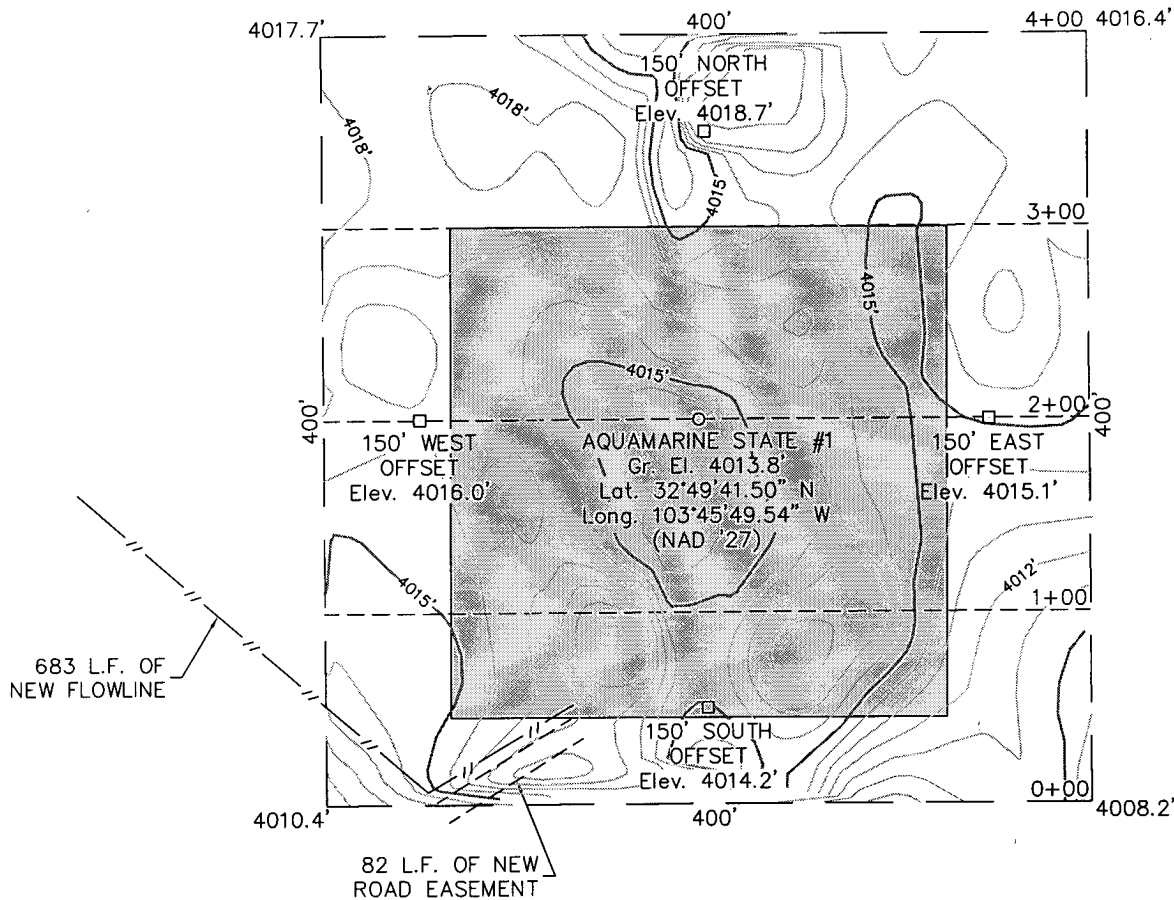 4017.7'
400'
4+00 4016.4'
150' NORTH
OFFSET
Elev. 4018.7'
4018'
4018'
4015'
3+00
4015'
4015'
400'
2+00
400'
150' WEST
OFFSET
Elev. 4016.0'
AQUAMARINE STATE #1
Gr. El. 4013.8'
Lat. 32°49'41.50" N
Long. 103°45'49.54" W
(NAD '27)
150' EAST
OFFSET
Elev. 4015.1'
4015'
4012'
1+00
683 L.F. OF
NEW FLOWLINE
150' SOUTH
OFFSET
Elev. 4014.2'
0+00
4010.4'
400'
4008.2'
82 L.F. OF NEW
ROAD EASEMENT